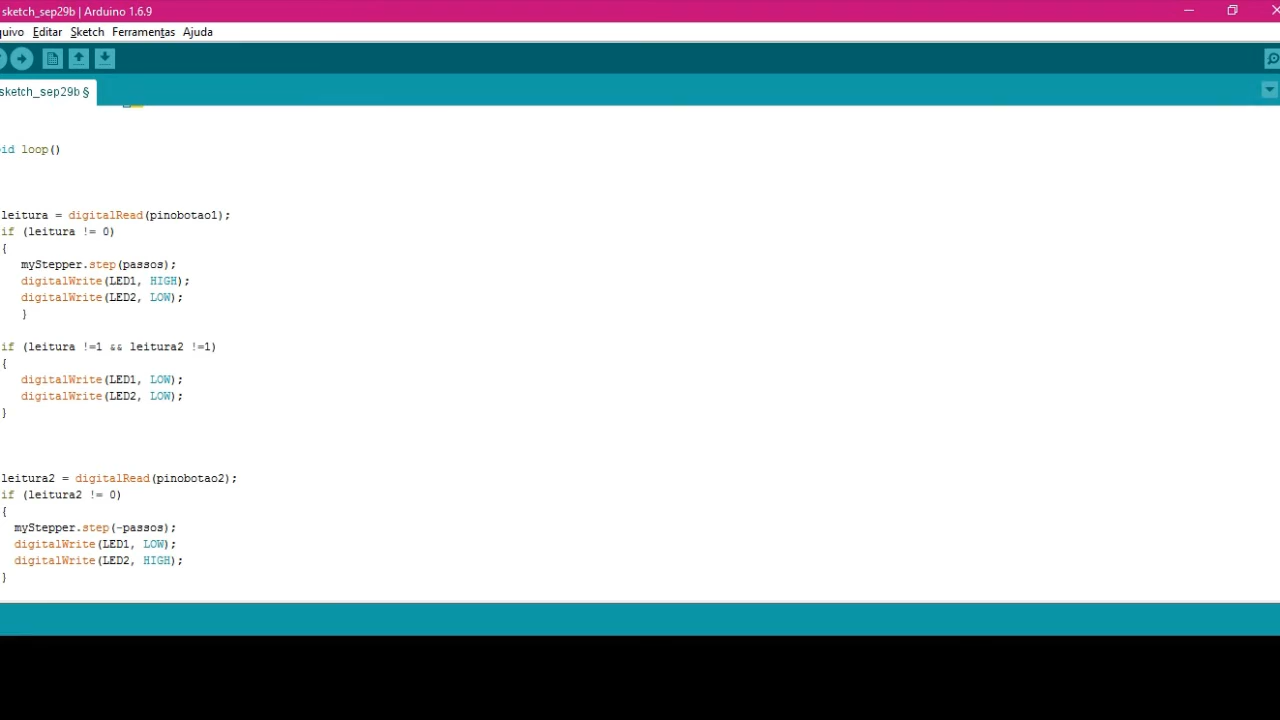 sketch_sep29b | Arduino 1.6.9
uivo Editar Sketch Ferramentas Ajuda
sketch_sep29b §
id loop()
leitura = digitalRead(pinobotao1);
if (leitura != 0)
{
myStepper.step(passos);
digitalWrite(LED1, HIGH);
digitalWrite(LED2, LOW);
}
if (leitura !=1 && leitura2 !=1)
{
digitalWrite(LED1, LOW);
digitalWrite(LED2, LOW);
}
leitura2 = digitalRead(pinobotao2);
if (leitura2 != 0)
{
myStepper.step(-passos);
digitalWrite(LED1, LOW);
digitalWrite(LED2, HIGH);
}